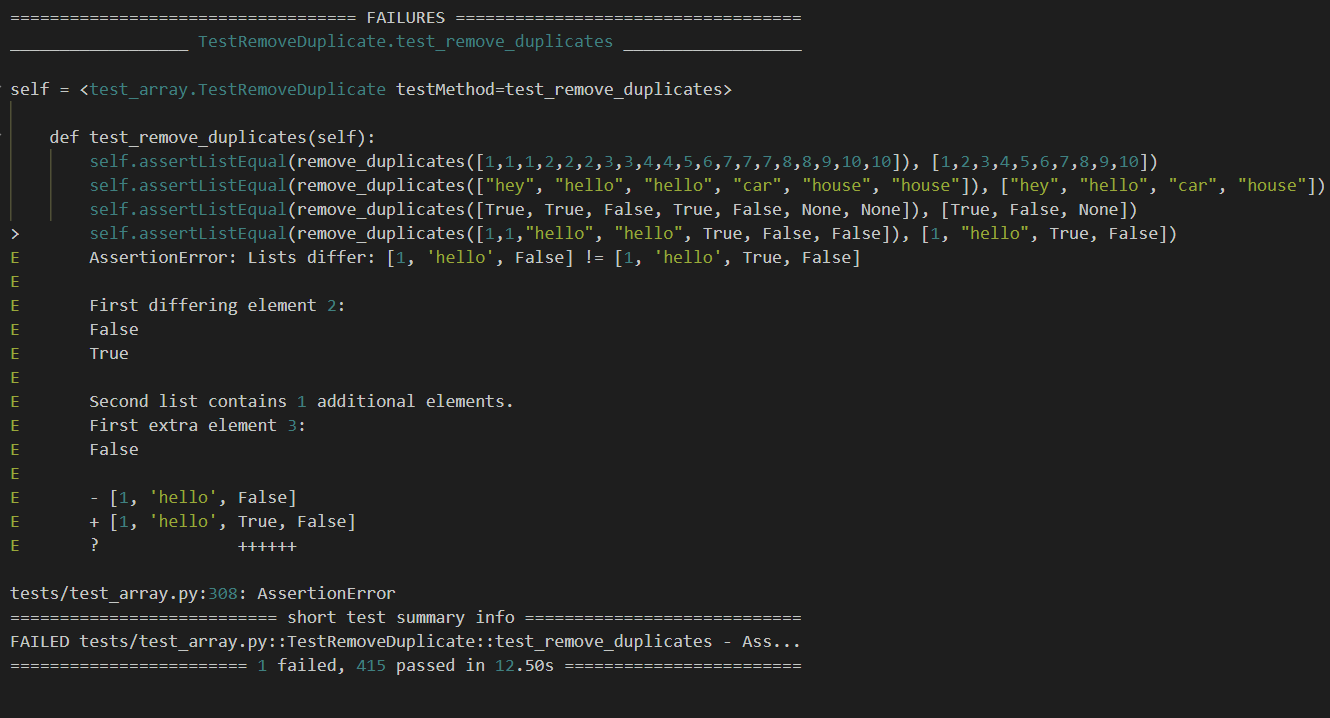 =================================== FAILURES ===================================
__________________ TestRemoveDuplicate.test_remove_duplicates __________________
self = <test_array.TestRemoveDuplicate testMethod=test_remove_duplicates>
    def test_remove_duplicates(self):
        self.assertListEqual(remove_duplicates([1,1,1,2,2,2,3,3,4,4,5,6,7,7,7,8,8,9,10,10]), [1,2,3,4,5,6,7,8,9,10])
        self.assertListEqual(remove_duplicates(["hey", "hello", "hello", "car", "house", "house"]), ["hey", "hello", "car", "house"])
        self.assertListEqual(remove_duplicates([True, True, False, True, False, None, None]), [True, False, None])
>       self.assertListEqual(remove_duplicates([1,1,"hello", "hello", True, False, False]), [1, "hello", True, False])
E       AssertionError: Lists differ: [1, 'hello', False] != [1, 'hello', True, False]
E
E       First differing element 2:
E       False
E       True
E
E       Second list contains 1 additional elements.
E       First extra element 3:
E       False
E
E       - [1, 'hello', False]
E       + [1, 'hello', True, False]
E       ?              ++++++
tests/test_array.py:308: AssertionError
=========================== short test summary info ============================
FAILED tests/test_array.py::TestRemoveDuplicate::test_remove_duplicates - Ass...
======================== 1 failed, 415 passed in 12.50s ========================